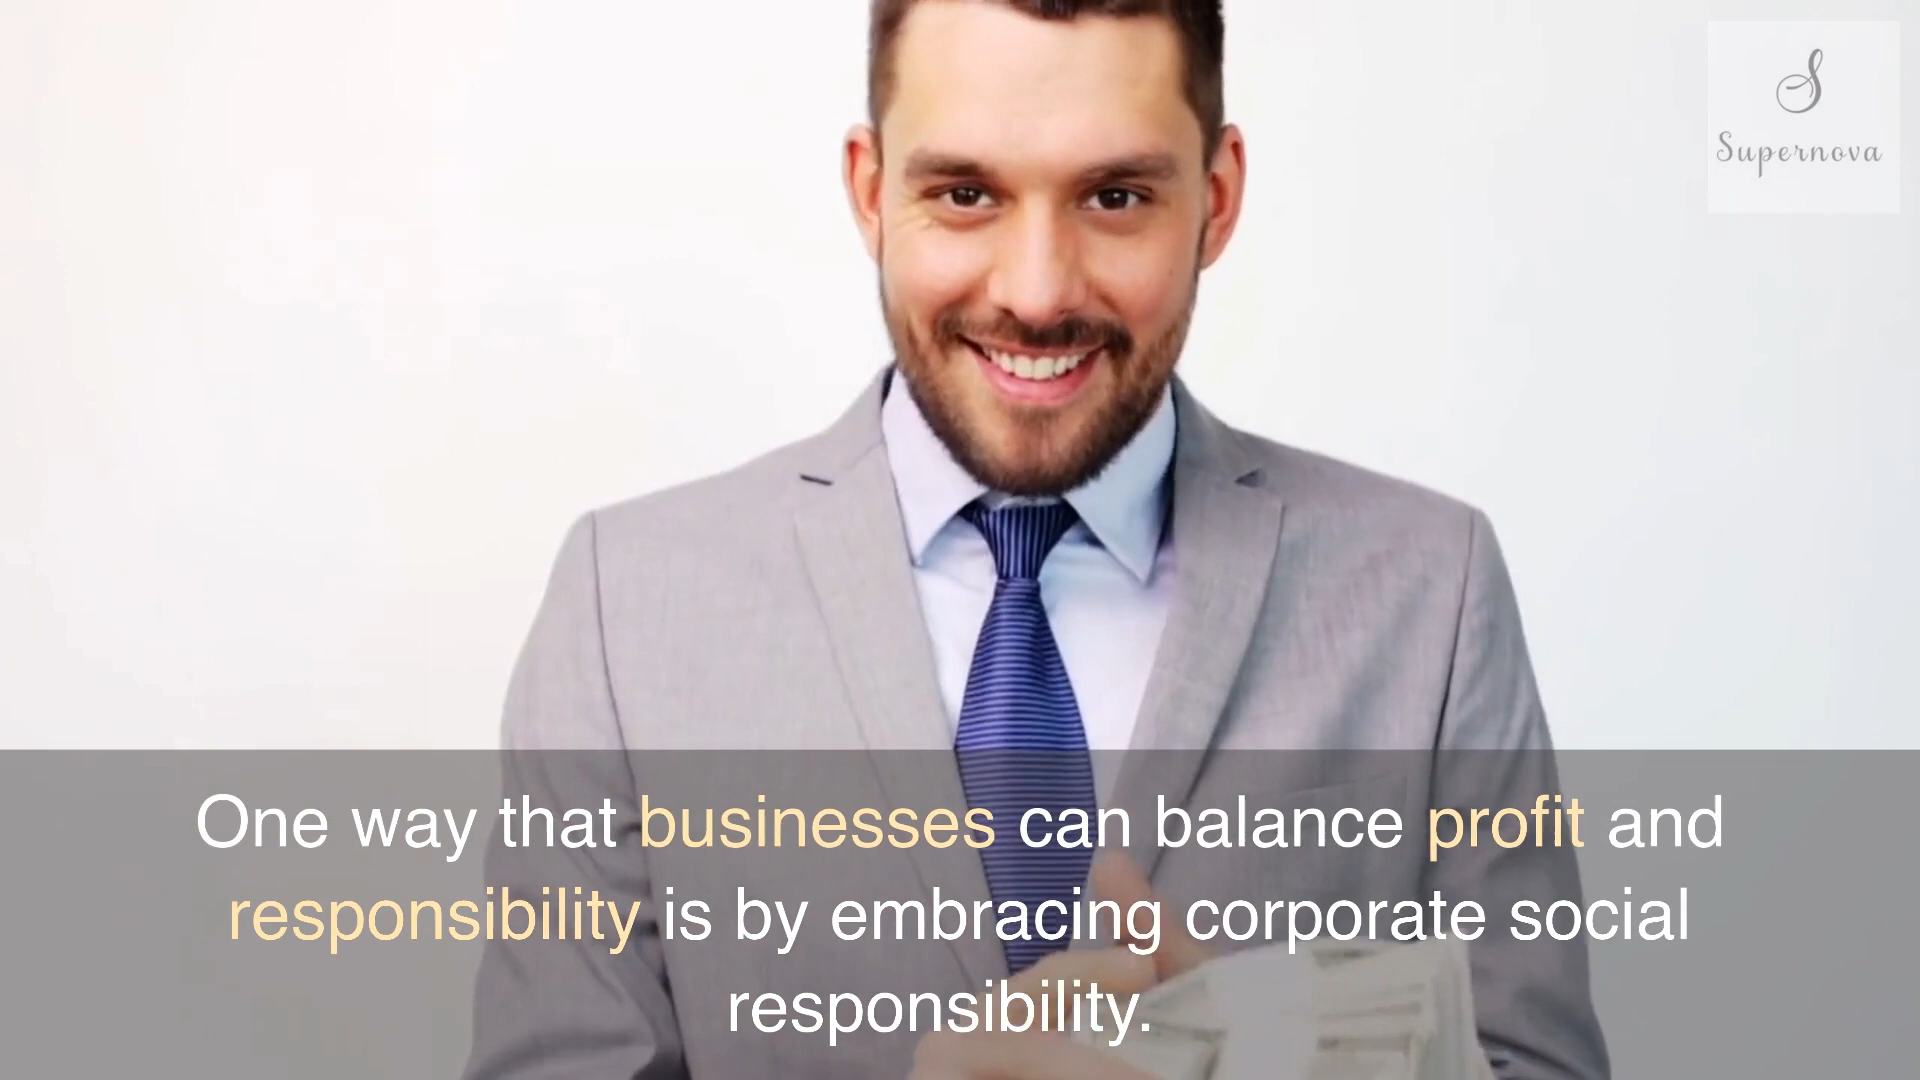 S
Supernova
One way that businesses can balance profit and
responsibility is by embracing corporate social
responsibility.